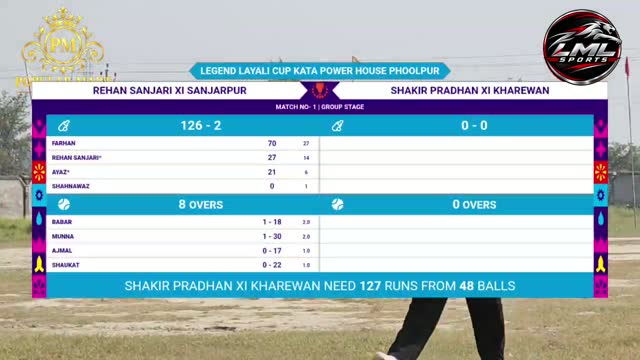 PM
LML
SPORTS
LEGEND LAYALI CUP KATA POWER HOUSE PHOOLPUR
REHAN SANJARI XI SANJARPUR SHAKIR PRADHAN XI KHAREWAN
MATCH NO- 1 | GROUP STAGE
126 - 2 0 - 0
FARHAN 70 27
REHAN SANJARI* 27 14
AYAZ* 21 6
SHAHNAWAZ 0 1
8 OVERS 0 OVERS
BABAR 1 - 18 2.0
MUNNA 1 - 30 2.0
AJMAL 0 - 17 1.0
SHAUKAT 0 - 22 1.0
SHAKIR PRADHAN XI KHAREWAN NEED 127 RUNS FROM 48 BALLS